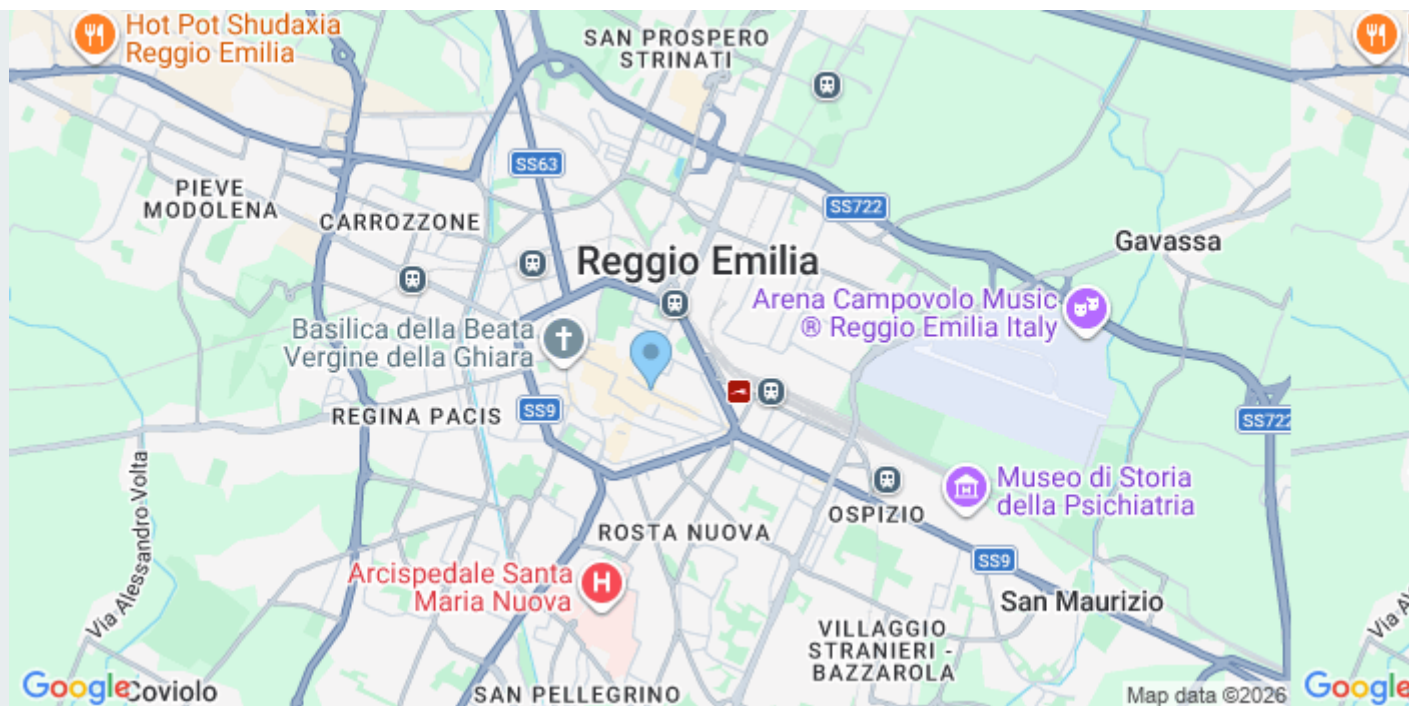 Hot Pot Shudaxia
Reggio Emilia
SAN PROSPERO
STRINATI
SS63
PIEVE
MODOLENA
CARROZZONE
SS722
Gavassa
Reggio Emilia
Arena Campovolo Music
® Reggio Emilia Italy
Basilica della Beata
Vergine della Ghiara
REGINA PACIS
SS9
SS722
Via Alessandro Volta
Museo di Storia
della Psichiatria
OSPIZIO
ROSTA NUOVA
SS9
Arcispedale Santa
Maria Nuova
H
San Maurizio
VILLAGGIO
STRANIERI -
BAZZAROLA
Via A
Google
Coviolo
SAN PELLEGRINO
Map data ©2026
Google